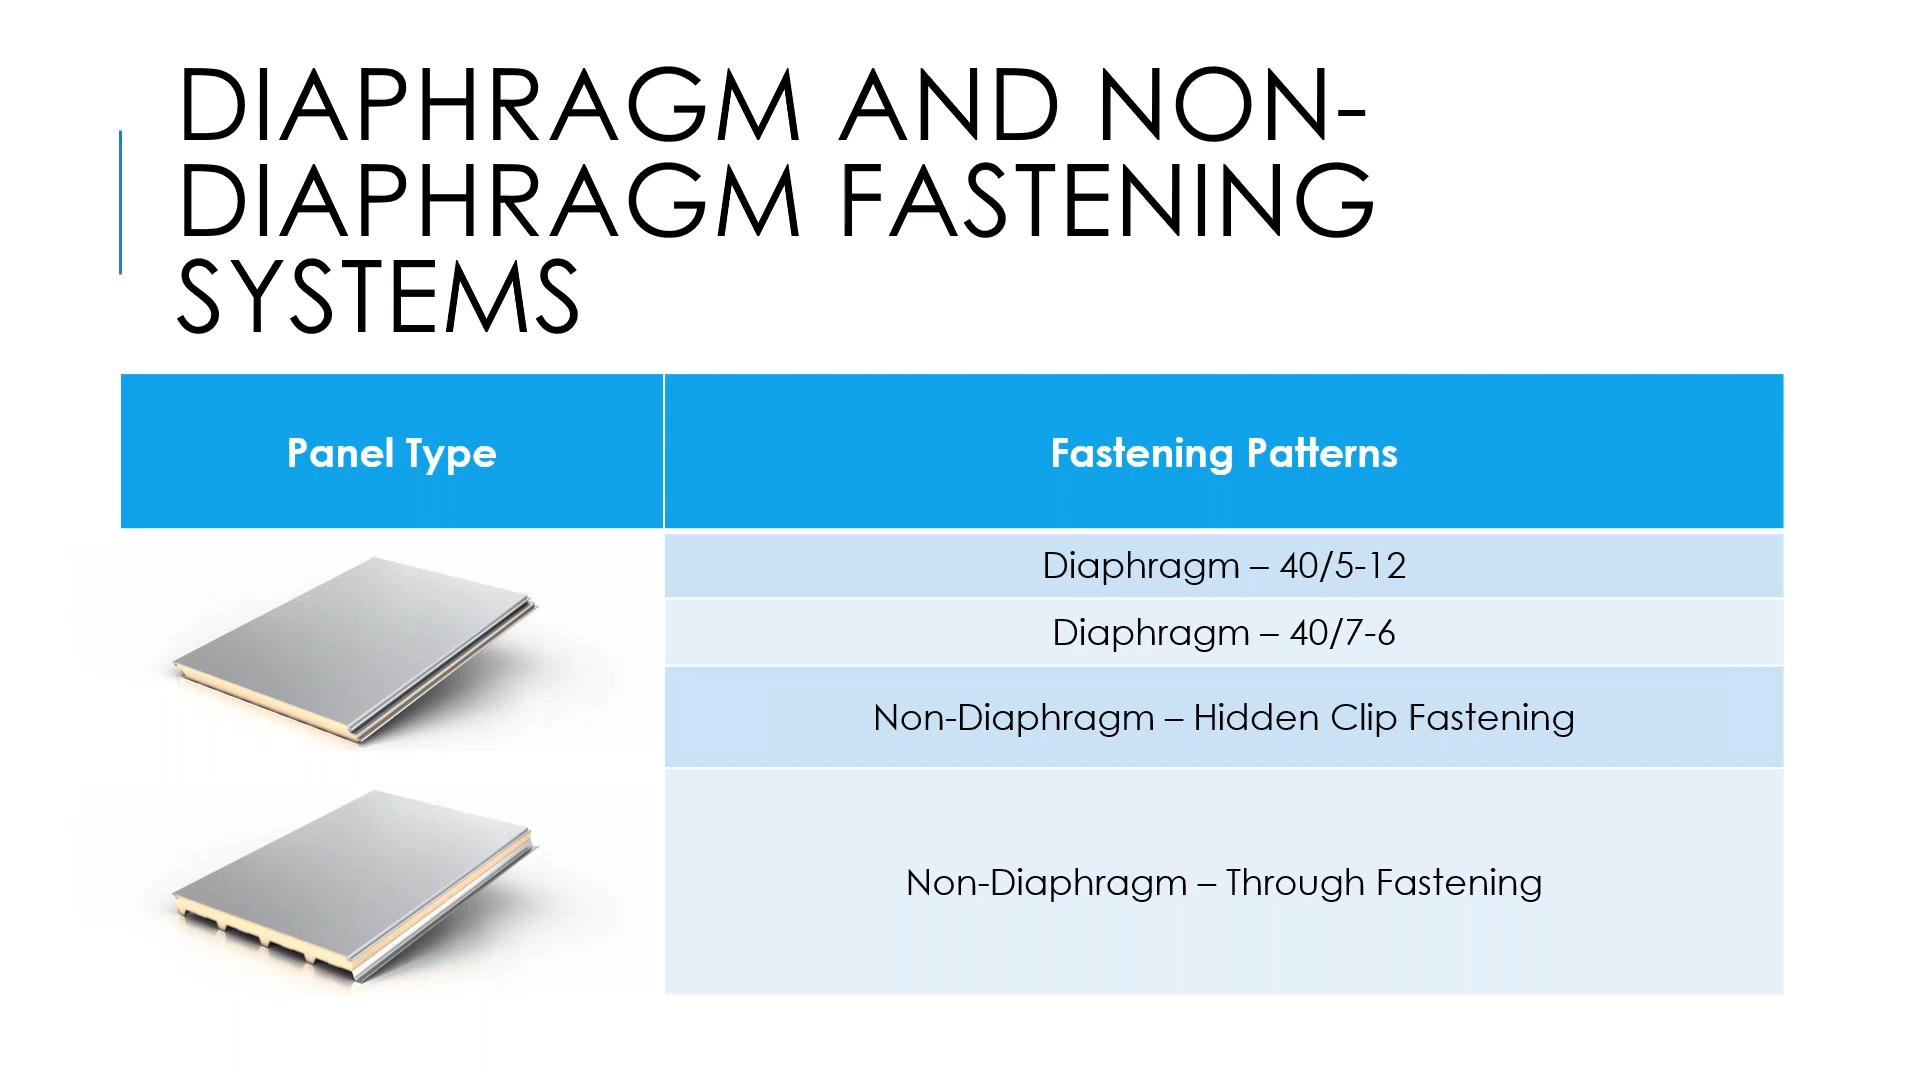 DIAPHRAGM AND NON-
DIAPHRAGM FASTENING
SYSTEMS
Panel Type
Fastening Patterns
Diaphragm – 40/5-12
Diaphragm – 40/7-6
Non-Diaphragm – Hidden Clip Fastening
Non-Diaphragm – Through Fastening